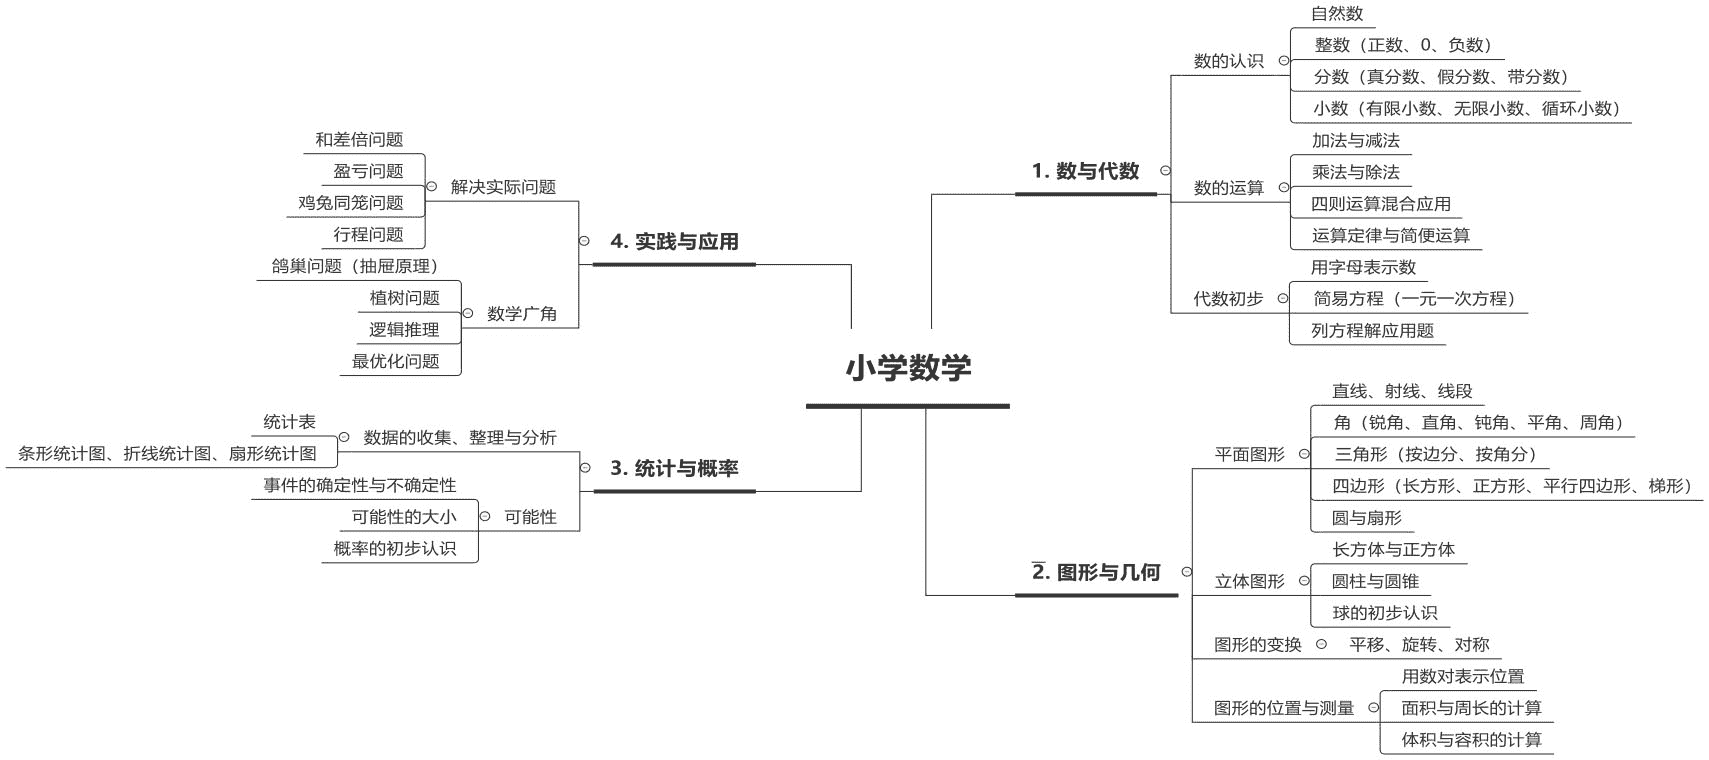 小学数学
1. 数与代数
数的认识
自然数
整数（正数、0、负数）
分数（真分数、假分数、带分数）
小数（有限小数、无限小数、循环小数）
数的运算
加法与减法
乘法与除法
四则运算混合应用
运算定律与简便运算
代数初步
用字母表示数
简易方程（一元一次方程）
列方程解应用题
2. 图形与几何
平面图形
直线、射线、线段
角（锐角、直角、钝角、平角、周角）
三角形（按边分、按角分）
四边形（长方形、正方形、平行四边形、梯形）
圆与扇形
立体图形
长方体与正方体
圆柱与圆锥
球的初步认识
图形的变换
平移、旋转、对称
图形的位置与测量
用数对表示位置
面积与周长的计算
体积与容积的计算
3. 统计与概率
数据的收集、整理与分析
统计表
条形统计图、折线统计图、扇形统计图
可能性
事件的确定性与不确定性
可能性的大小
概率的初步认识
4. 实践与应用
解决实际问题
和差倍问题
盈亏问题
鸡兔同笼问题
行程问题
数学广角
鸽巢问题（抽屉原理）
植树问题
逻辑推理
最优化问题